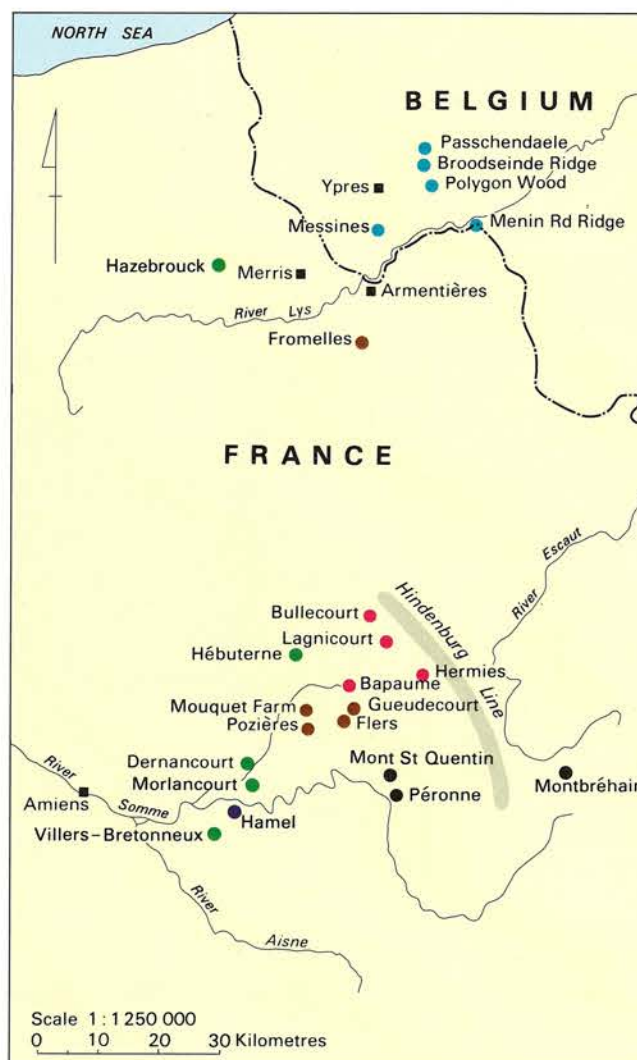 NORTH SEA
BELGIUM
Passchendaele
Broodseinde Ridge
Ypres
Polygon Wood
Messines
Menin Rd Ridge
Hazebrouck
Merris
Armentières
River Lys
Fromelles
FRANCE
River Escaut
Hindenburg Line
Bullecourt
Lagnicourt
Hébuterne
Hermies
Bapaume
Mouquet Farm
Gueudecourt
Pozières
Flers
Dernancourt
Mont St Quentin
Morlancourt
Montbréhain
River Somme
Amiens
Péronne
Hamel
Villers-Bretonneux
River Aisne
Scale 1:1 250 000
0 10 20 30 Kilometres